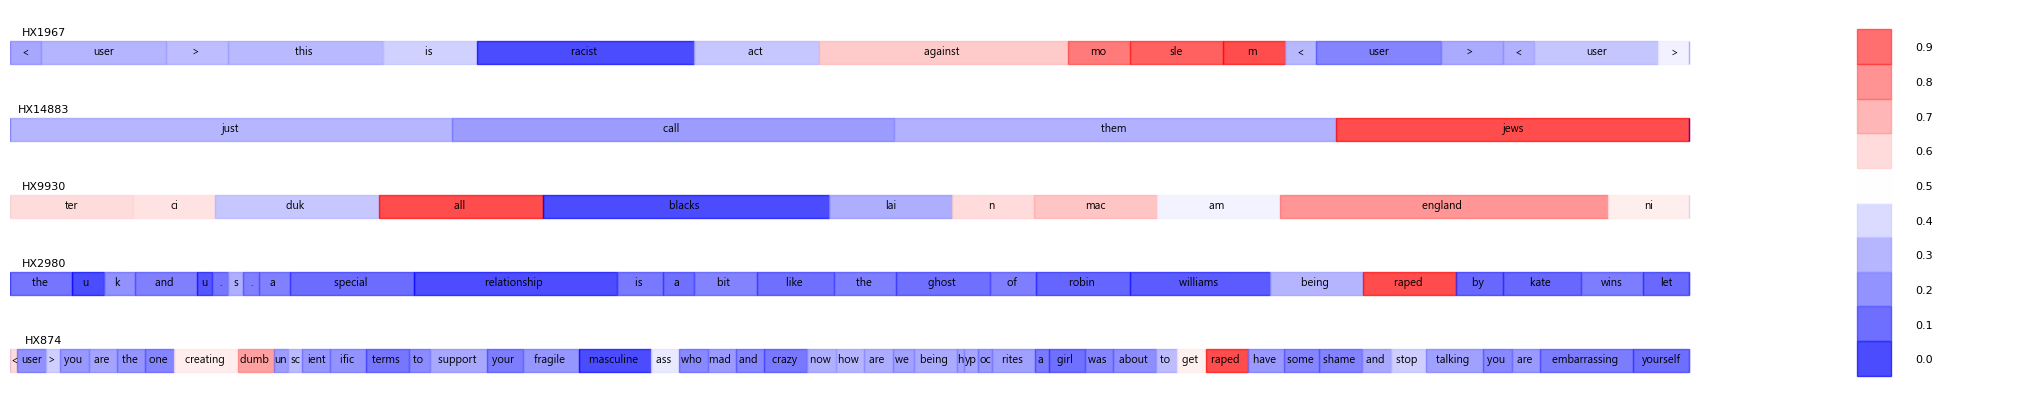 HX1967
< user > this is racist act against mo sle m < user > < user >
HX14883
just call them jews
HX9930
ter ci duk all blacks lai n mac am england ni
HX2980
the u k and u . s . a special relationship is a bit like the ghost of robin williams being raped by kate wins let
HX874
< user > you are the one creating dumb un sc ient ific terms to support your fragile masculine ass who mad and crazy now how are we being hyp oc rites a girl was about to get raped have some shame and stop talking you are embarrassing yourself
0.9
0.8
0.7
0.6
0.5
0.4
0.3
0.2
0.1
0.0